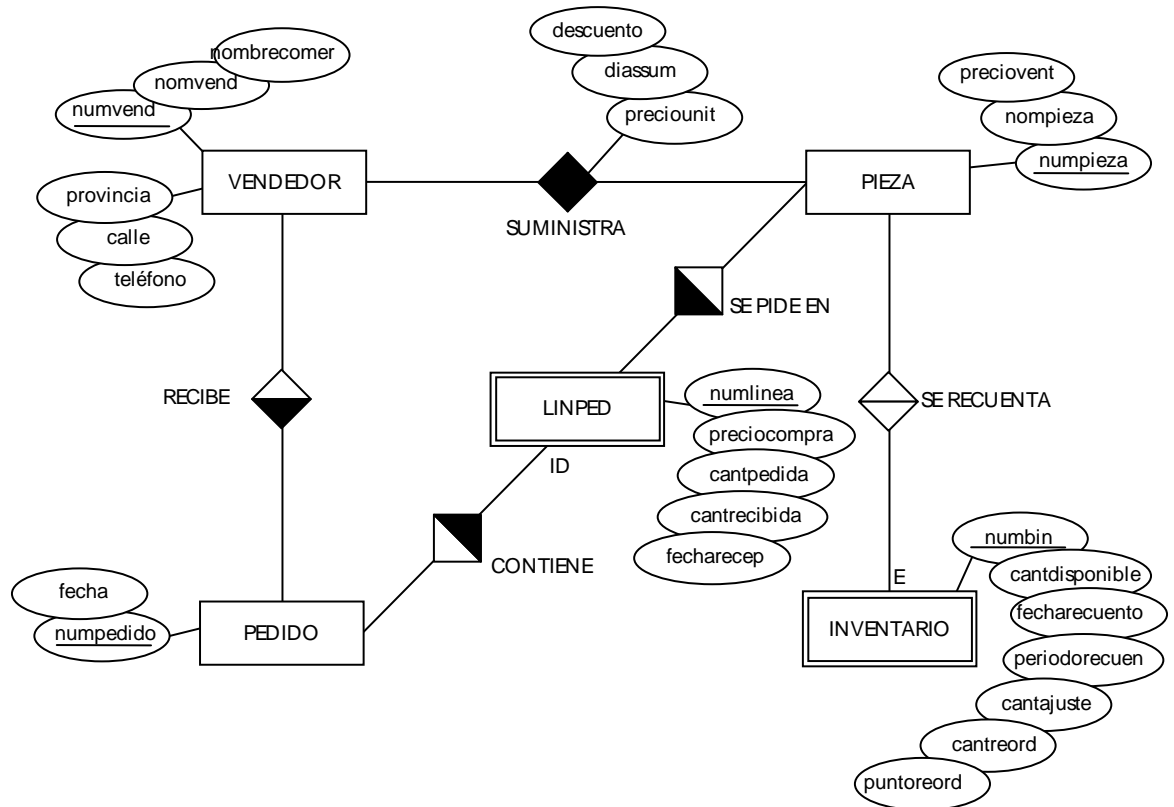 nombrecomer
nomvend
numvend
descuento
diassum
preciounit
preciovent
nompieza
numpieza
VENDEDOR
PIEZA
SUMINISTRA
provincia
calle
teléfono
SE PIDE EN
RECIBE
LINPED
ID
numlinea
preciocompra
cantpedida
cantrecibida
fecharecep
SE RECUENTA
CONTIENE
fecha
numpedido
PEDIDO
E
INVENTARIO
numbin
cantdisponible
fecharecuento
periodorecuen
cantajuste
cantreord
puntoreord